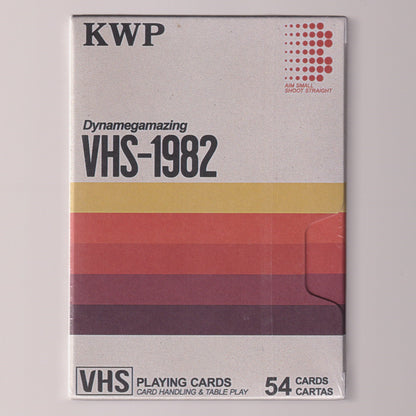 KWP
AIM SMALL
SHOOT STRAIGHT
Dynamegamazing
VHS-1982
VHS
PLAYING CARDS
CARD HANDLING & TABLE PLAY
54 CARDS
CARTAS